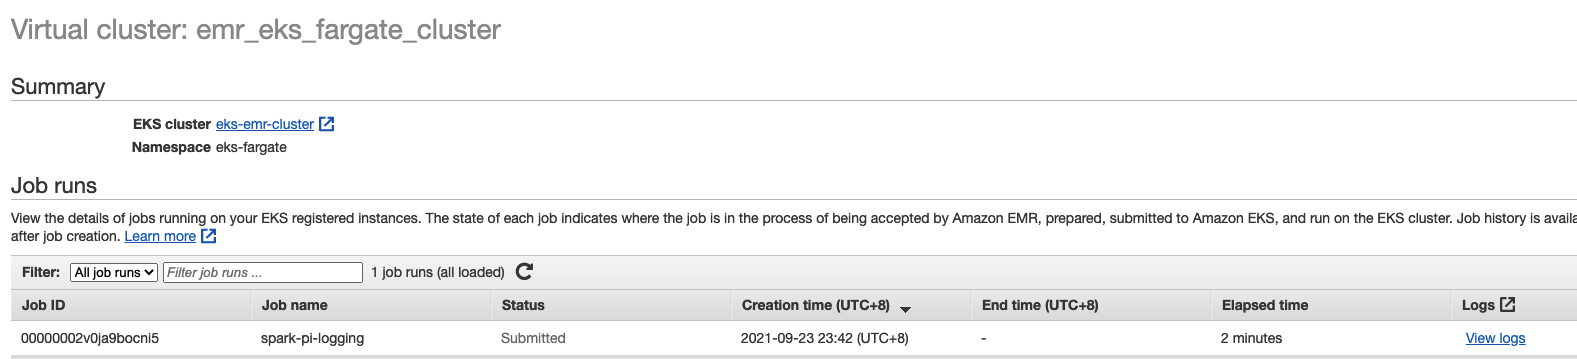 Virtual cluster: emr_eks_fargate_cluster
Summary
EKS cluster eks-emr-cluster
Namespace eks-fargate
Job runs
View the details of jobs running on your EKS registered instances. The state of each job indicates where the job is in the process of being accepted by Amazon EMR, prepared, submitted to Amazon EKS, and run on the EKS cluster. Job history is
after job creation. Learn more
Filter: All job runs Filter job runs ... 1 job runs (all loaded)
Job ID Job name Status Creation time (UTC+8) End time (UTC+8) Elapsed time Logs
00000002v0ja9bocni5 spark-pi-logging Submitted 2021-09-23 23:42 (UTC+8) - 2 minutes View logs